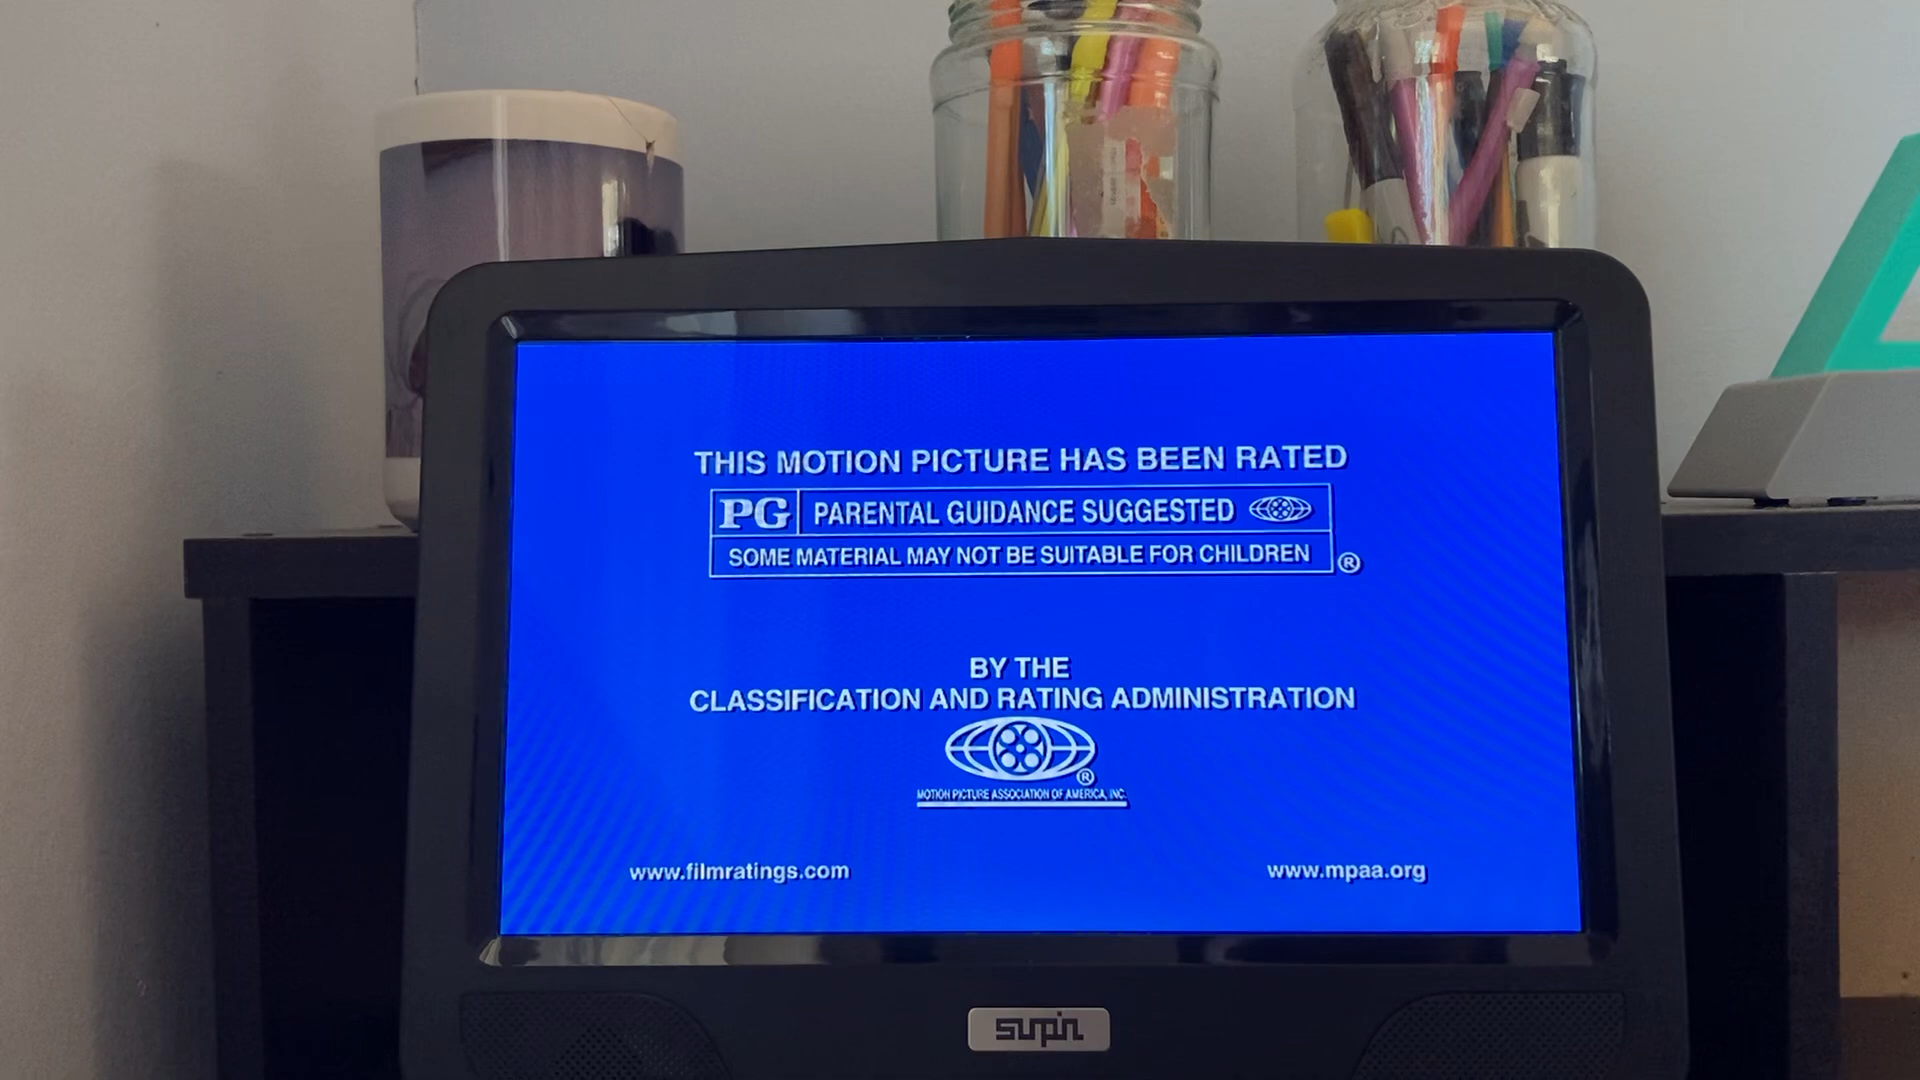 THIS MOTION PICTURE HAS BEEN RATED
PG PARENTAL GUIDANCE SUGGESTED
SOME MATERIAL MAY NOT BE SUITABLE FOR CHILDREN ®
BY THE
CLASSIFICATION AND RATING ADMINISTRATION
®
MOTION PICTURE ASSOCIATION OF AMERICA, INC.
www.filmratings.com
www.mpaa.org
supin